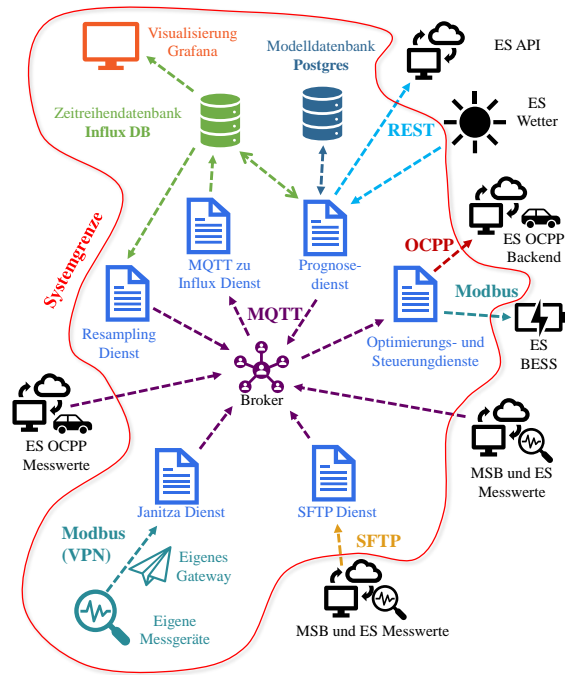 Visualisierung
Grafana
Modelldatenbank
Postgres
ES API
Zeitreihendatenbank
Influx DB
REST
ES
Wetter
Systemgrenze
MQTT zu
Influx Dienst
Prognose-
dienst
OCPP
ES OCPP
Backend
Modbus
MQTT
Resampling
Dienst
Optimierungs- und
Steuerungdienste
ES
BESS
Broker
ES OCPP
Messwerte
MSB und ES
Messwerte
Janitza Dienst
SFTP Dienst
Modbus
(VPN)
Eigenes
Gateway
SFTP
Eigene
Messgeräte
MSB und ES Messwerte